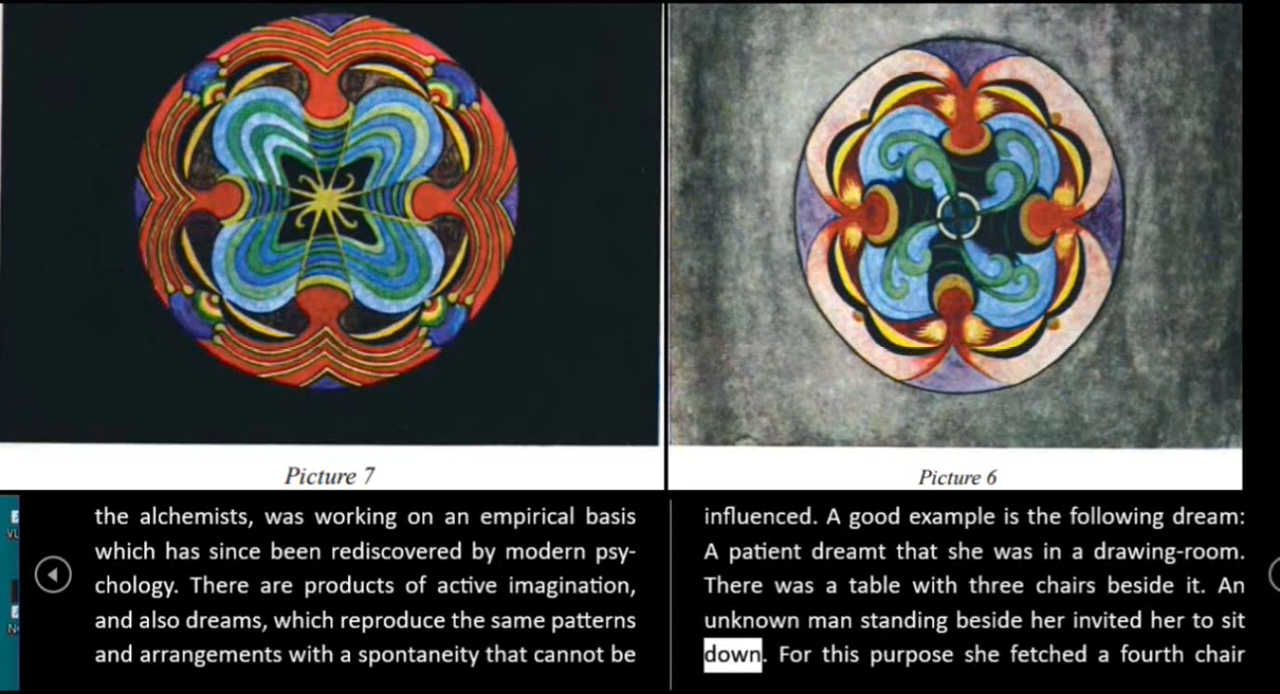 Picture 7
Picture 6
the alchemists, was working on an empirical basis
which has since been rediscovered by modern psy-
chology. There are products of active imagination,
and also dreams, which reproduce the same patterns
and arrangements with a spontaneity that cannot be
influenced. A good example is the following dream:
A patient dreamt that she was in a drawing-room.
There was a table with three chairs beside it. An
unknown man standing beside her invited her to sit
down. For this purpose she fetched a fourth chair